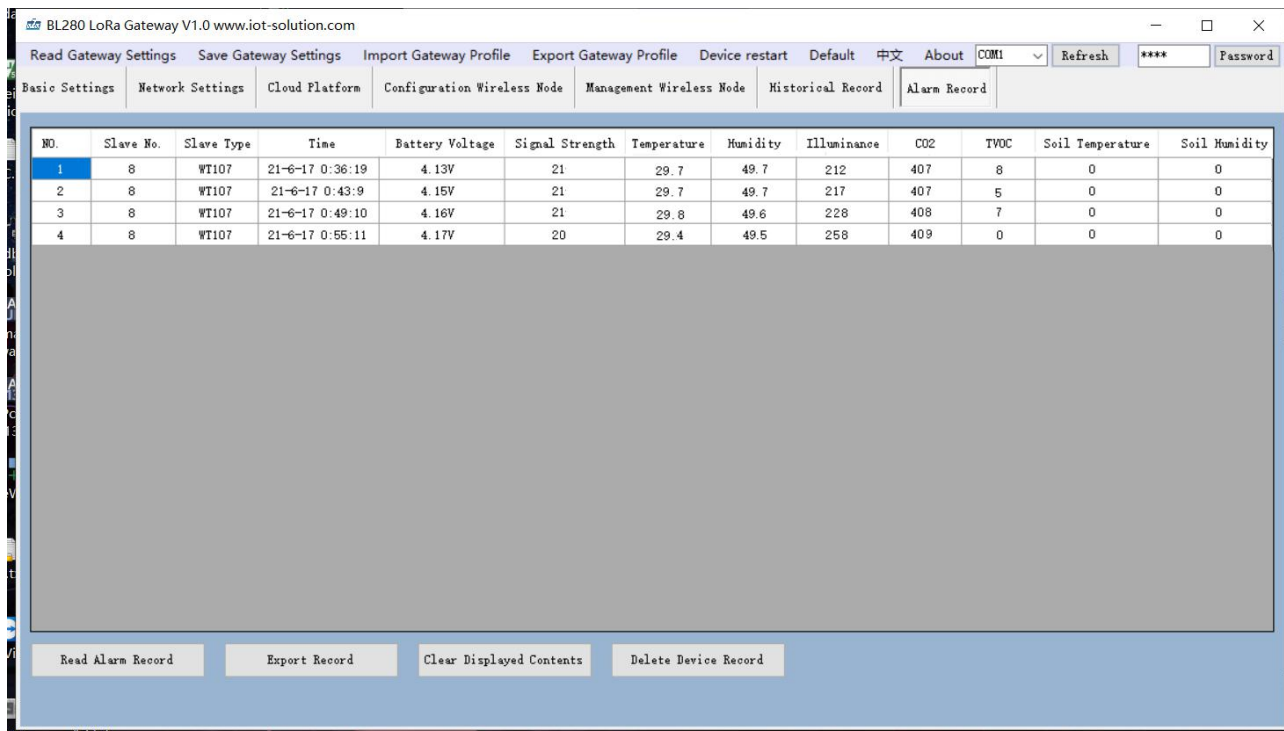 BL280 LoRa Gateway V1.0 www.iot-solution.com
Read Gateway Settings Save Gateway Settings Import Gateway Profile Export Gateway Profile Device restart Default 中文 About COM1 Refresh **** Password
Basic Settings Network Settings Cloud Platform Configuration Wireless Node Management Wireless Node Historical Record Alarm Record
NO. Slave No. Slave Type Time Battery Voltage Signal Strength Temperature Humidity Illuminance CO2 TVOC Soil Temperature Soil Humidity
1 8 WT107 21-6-17 0:36:19 4.13V 21 29.7 49.7 212 407 8 0 0
2 8 WT107 21-6-17 0:43:9 4.15V 21 29.7 49.7 217 407 5 0 0
3 8 WT107 21-6-17 0:49:10 4.16V 21 29.8 49.6 228 408 7 0 0
4 8 WT107 21-6-17 0:55:11 4.17V 20 29.4 49.5 258 409 0 0 0
Read Alarm Record Export Record Clear Displayed Contents Delete Device Record